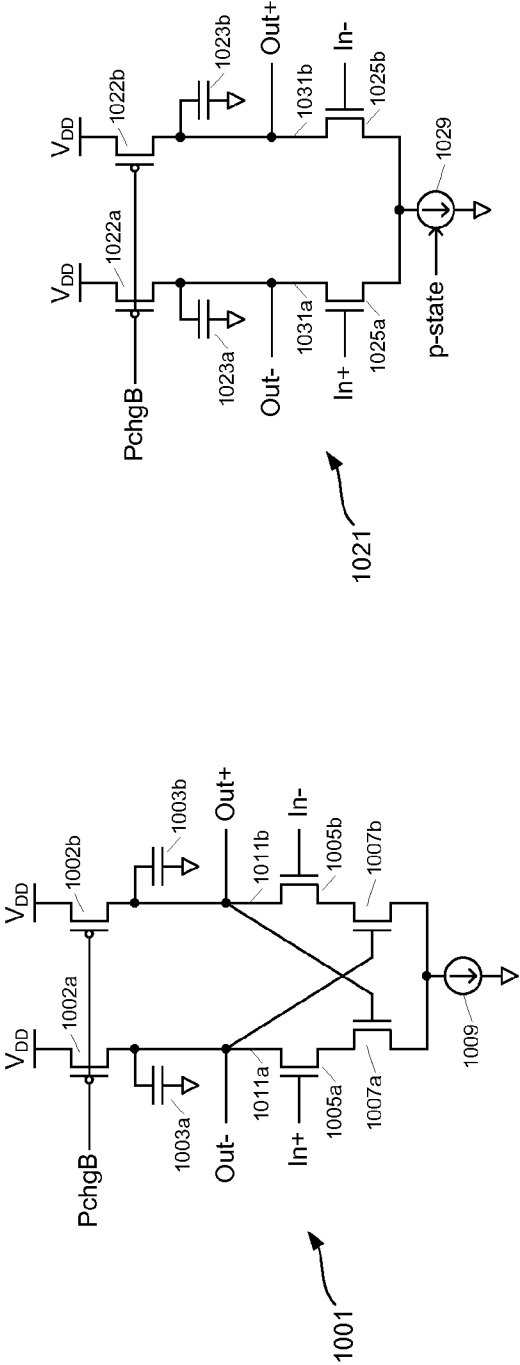 VDD
VDD
1002a
1002b
PchgB
1003a
1003b
Out-
Out+
1011a
1011b
In+
In-
1005a
1005b
1007a
1007b
1009
1001
VDD
VDD
1022a
1022b
PchgB
1023a
1023b
Out-
Out+
1031a
1031b
In+
In-
1025a
1025b
p-state
1029
1021